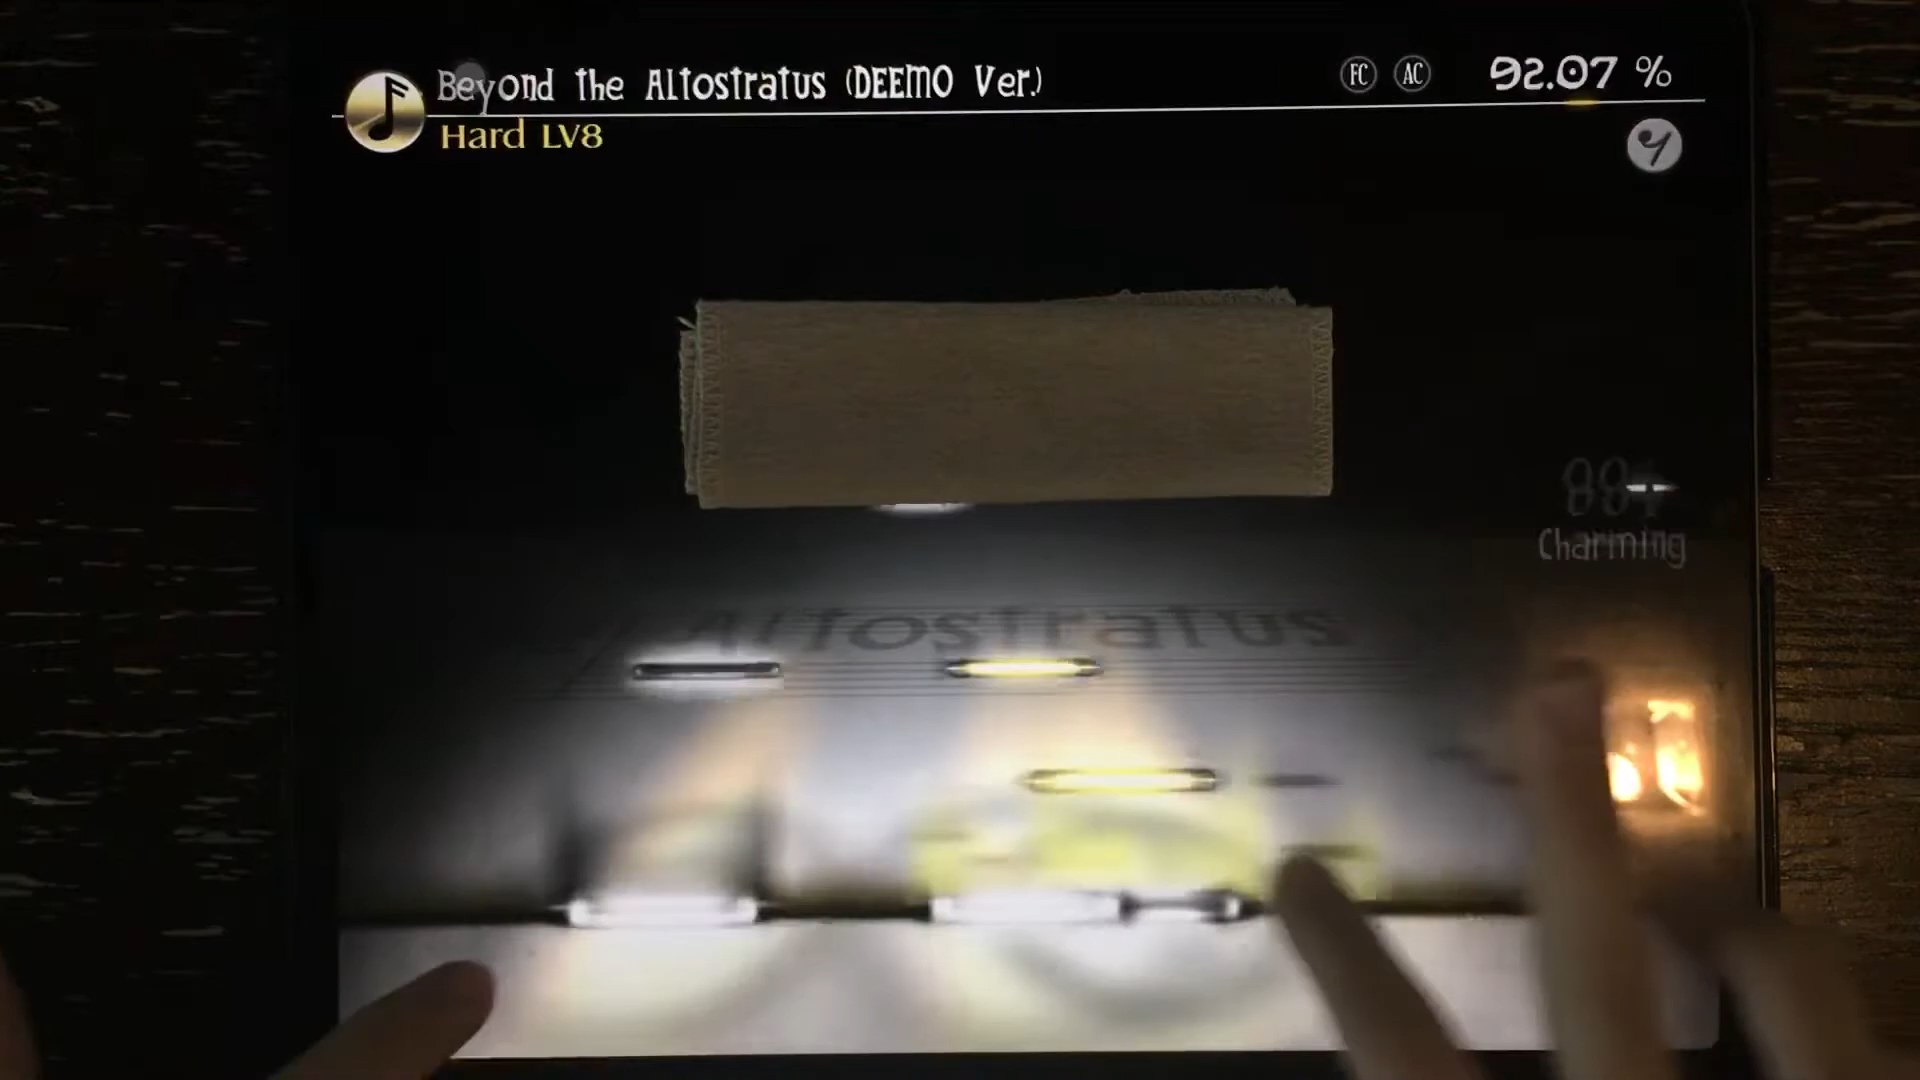 Beyond the Altostratus (DEEMO Ver.)
FC AC 92.07 %
Hard LV8
Charming
Altostratus